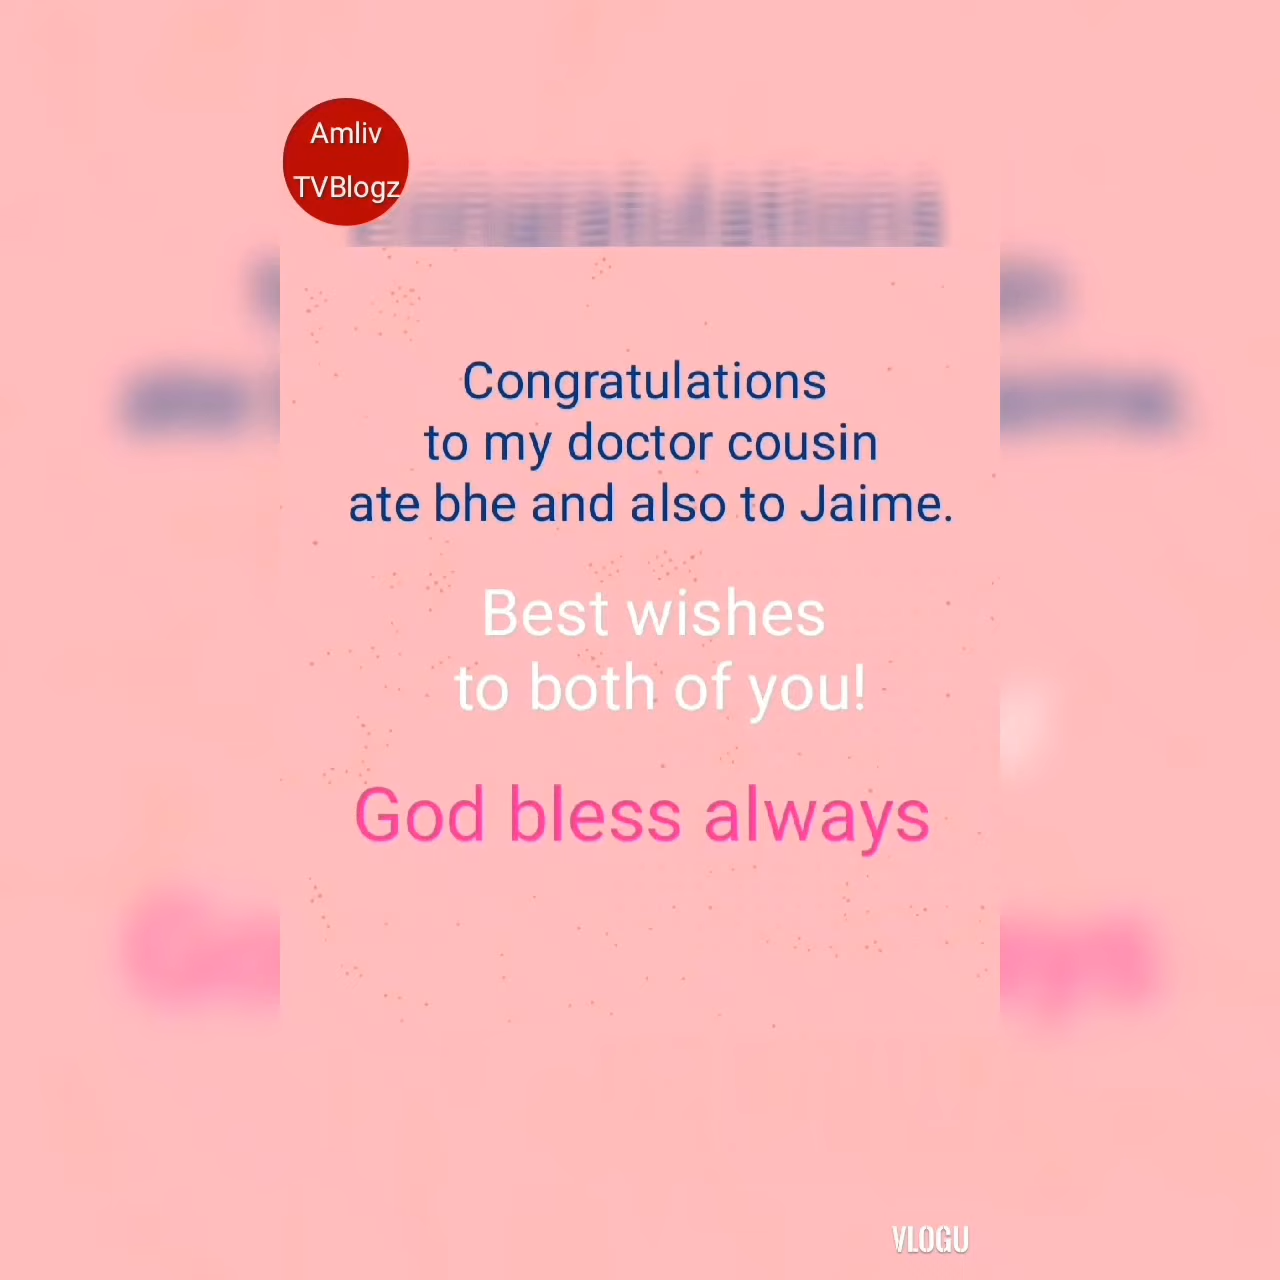 Amliv
TVBlogz
Congratulations
to my doctor cousin
ate bhe and also to Jaime.
Best wishes
to both of you!
God bless always
VLOGU